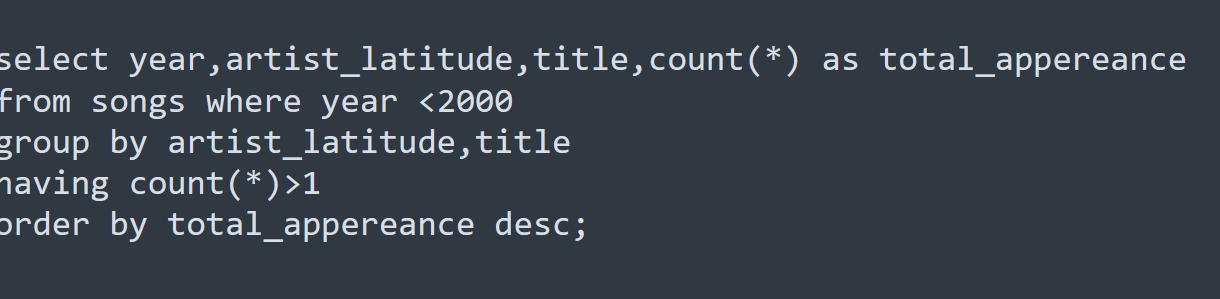 select year,artist_latitude,title,count(*) as total_appereance
from songs where year <2000
group by artist_latitude,title
having count(*)>1
order by total_appereance desc;